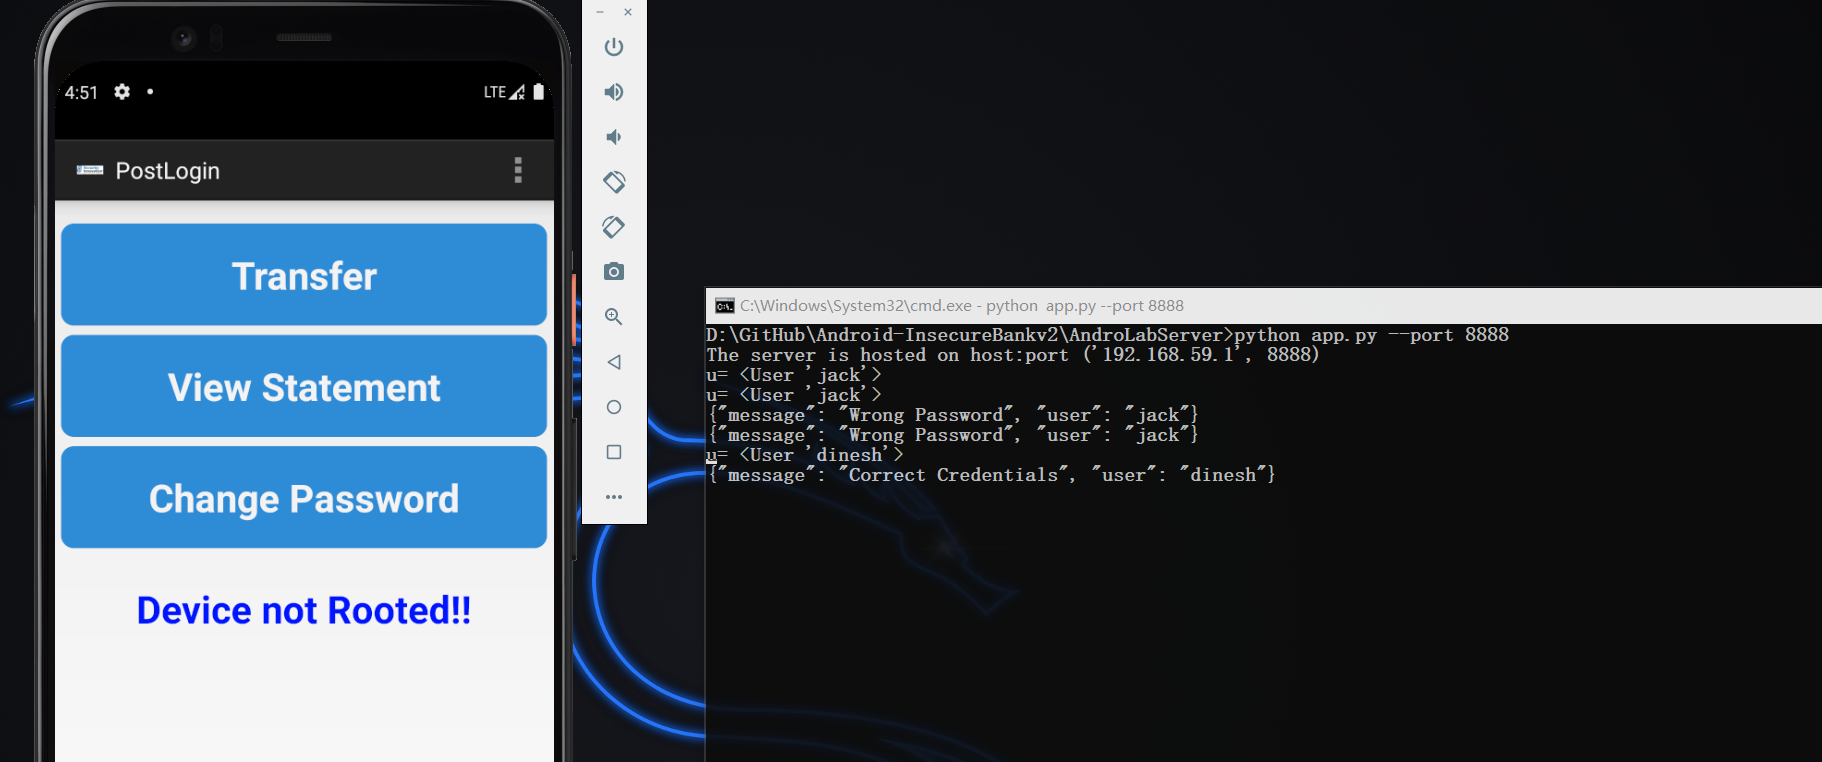 4:51
LTE
PostLogin
Transfer
View Statement
Change Password
Device not Rooted!!
C:\Windows\System32\cmd.exe - python  app.py --port 8888
D:\GitHub\Android-InsecureBankv2\AndroLabServer>python app.py --port 8888
The server is hosted on host:port ('192.168.59.1', 8888)
u= <User 'jack'>
u= <User 'jack'>
{"message": "Wrong Password", "user": "jack"}
{"message": "Wrong Password", "user": "jack"}
u= <User 'dinesh'>
{"message": "Correct Credentials", "user": "dinesh"}